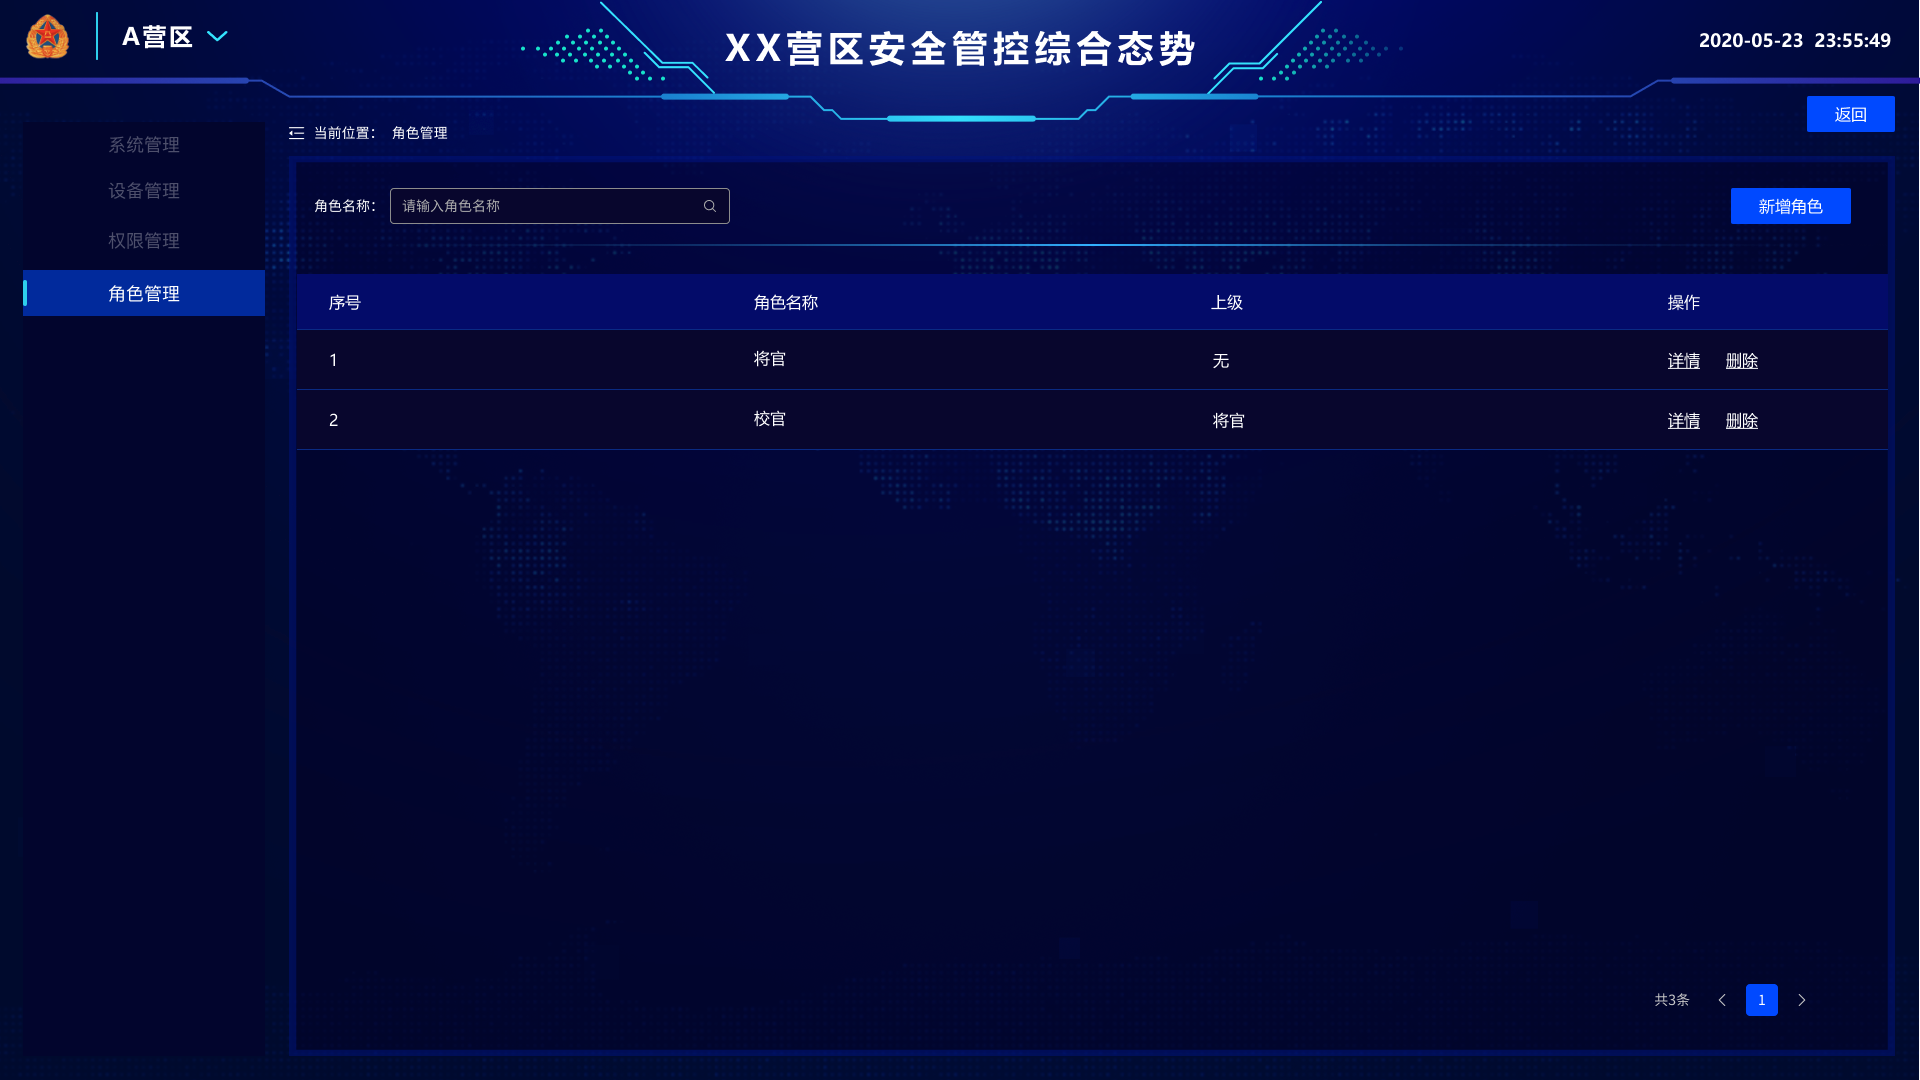 A营区
XX营区安全管控综合态势
2020-05-23 23:55:49
返回
当前位置： 角色管理
系统管理
设备管理
权限管理
角色管理
角色名称： 请输入角色名称
新增角色
序号 角色名称 上级 操作
1 将官 无 详情 删除
2 校官 将官 详情 删除
共3条 1